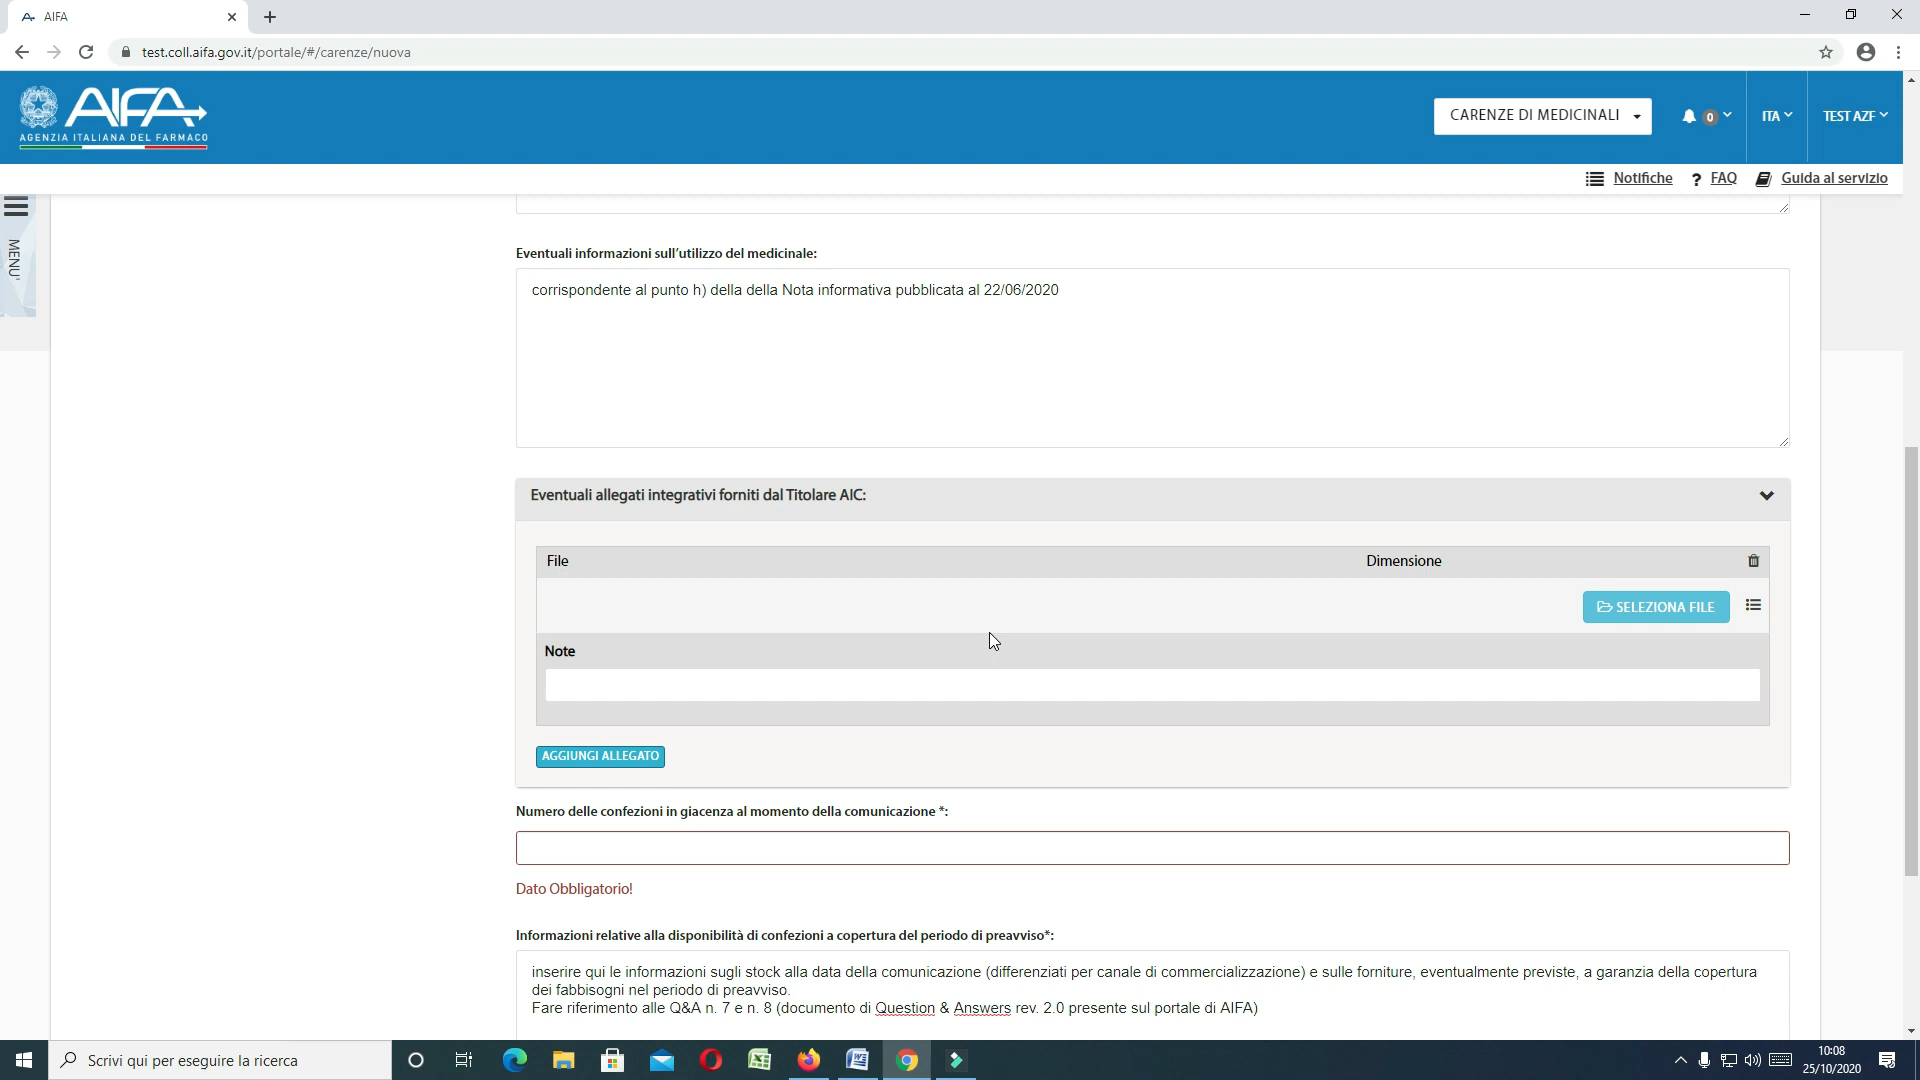 AIFA
test.coll.aifa.gov.it/portale/#/carenze/nuova
AIFA
AGENZIA ITALIANA DEL FARMACO
CARENZE DI MEDICINALI
0
ITA
TEST AZF
Notifiche
? FAQ
Guida al servizio
MENU'
Eventuali informazioni sull'utilizzo del medicinale:
corrispondente al punto h) della della Nota informativa pubblicata al 22/06/2020
Eventuali allegati integrativi forniti dal Titolare AIC:
File
Dimensione
SELEZIONA FILE
Note
AGGIUNGI ALLEGATO
Numero delle confezioni in giacenza al momento della comunicazione *:
Dato Obbligatorio!
Informazioni relative alla disponibilità di confezioni a copertura del periodo di preavviso*:
inserire qui le informazioni sugli stock alla data della comunicazione (differenziati per canale di commercializzazione) e sulle forniture, eventualmente previste, a garanzia della copertura
dei fabbisogni nel periodo di preavviso.
Fare riferimento alle Q&A n. 7 e n. 8 (documento di Question & Answers rev. 2.0 presente sul portale di AIFA)
Scrivi qui per eseguire la ricerca
10:08
25/10/2020